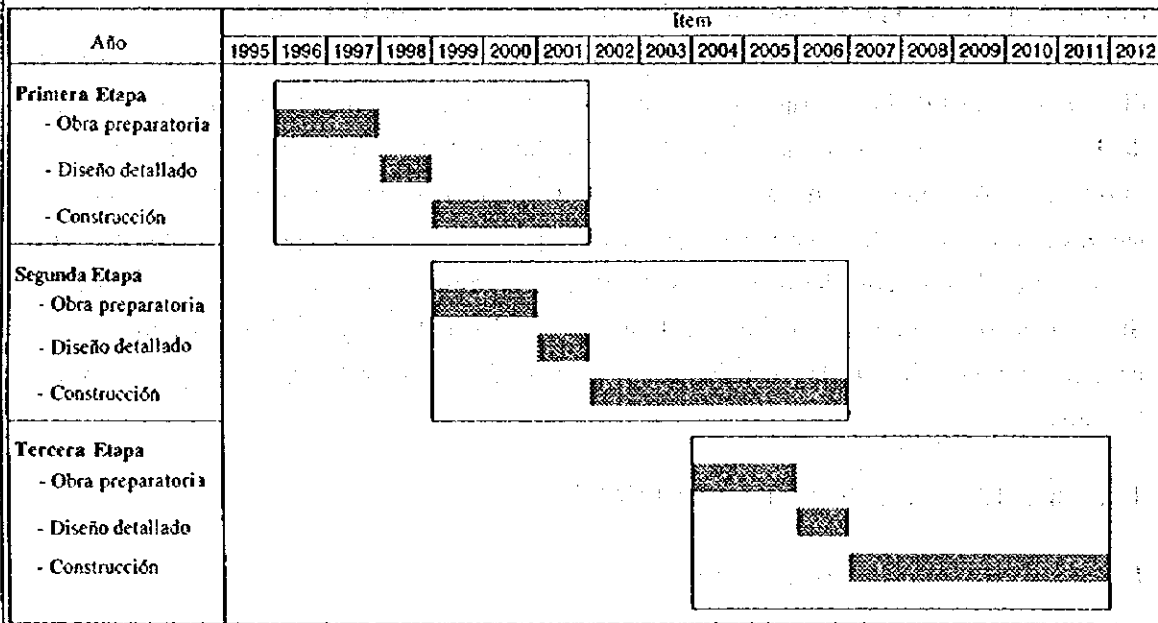 Item
Año
1995 1996 1997 1998 1999 2000 2001 2002 2003 2004 2005 2006 2007 2008 2009 2010 2011 2012
Primera Etapa
- Obra preparatoria
- Diseño detallado
- Construcción
Segunda Etapa
- Obra preparatoria
- Diseño detallado
- Construcción
Tercera Etapa
- Obra preparatoria
- Diseño detallado
- Construcción